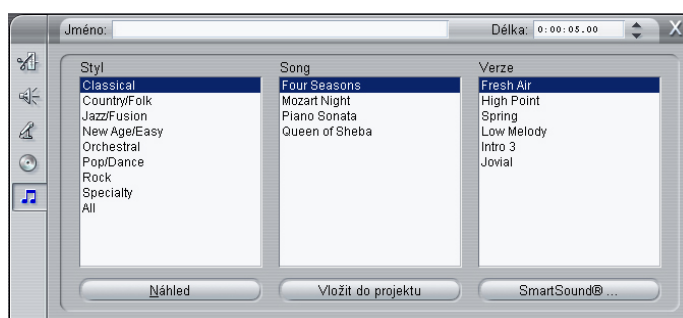 Jméno:
Délka: 0:00:05.00
X
Styl
Classical
Country/Folk
Jazz/Fusion
New Age/Easy
Orchestral
Pop/Dance
Rock
Specialty
All
Song
Four Seasons
Mozart Night
Piano Sonata
Queen of Sheba
Verze
Fresh Air
High Point
Spring
Low Melody
Intro 3
Jovial
Náhled
Vložit do projektu
SmartSound® ...